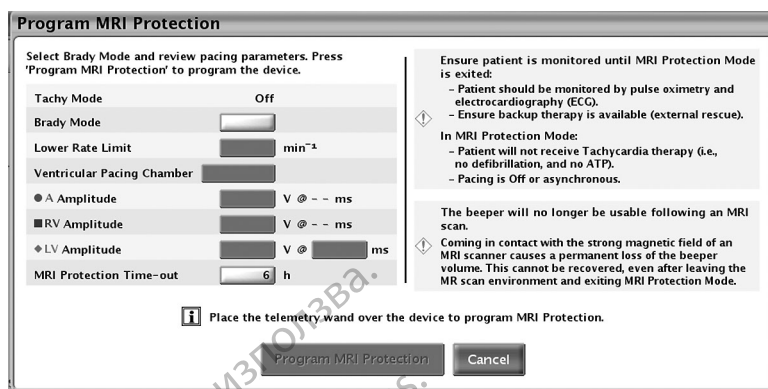 Program MRI Protection
Select Brady Mode and review pacing parameters. Press
'Program MRI Protection' to program the device.
Tachy Mode Off
Brady Mode
Lower Rate Limit min⁻¹
Ventricular Pacing Chamber
A Amplitude V @ - - ms
RV Amplitude V @ - - ms
LV Amplitude V @ ms
MRI Protection Time-out 6 h
Ensure patient is monitored until MRI Protection Mode
is exited:
- Patient should be monitored by pulse oximetry and
electrocardiography (ECG).
- Ensure backup therapy is available (external rescue).
In MRI Protection Mode:
- Patient will not receive Tachycardia therapy (i.e.,
no defibrillation, and no ATP).
- Pacing is Off or asynchronous.
The beeper will no longer be usable following an MRI
scan.
Coming in contact with the strong magnetic field of an
MRI scanner causes a permanent loss of the beeper
volume. This cannot be recovered, even after leaving the
MR scan environment and exiting MRI Protection Mode.
i Place the telemetry wand over the device to program MRI Protection.
Program MRI Protection Cancel